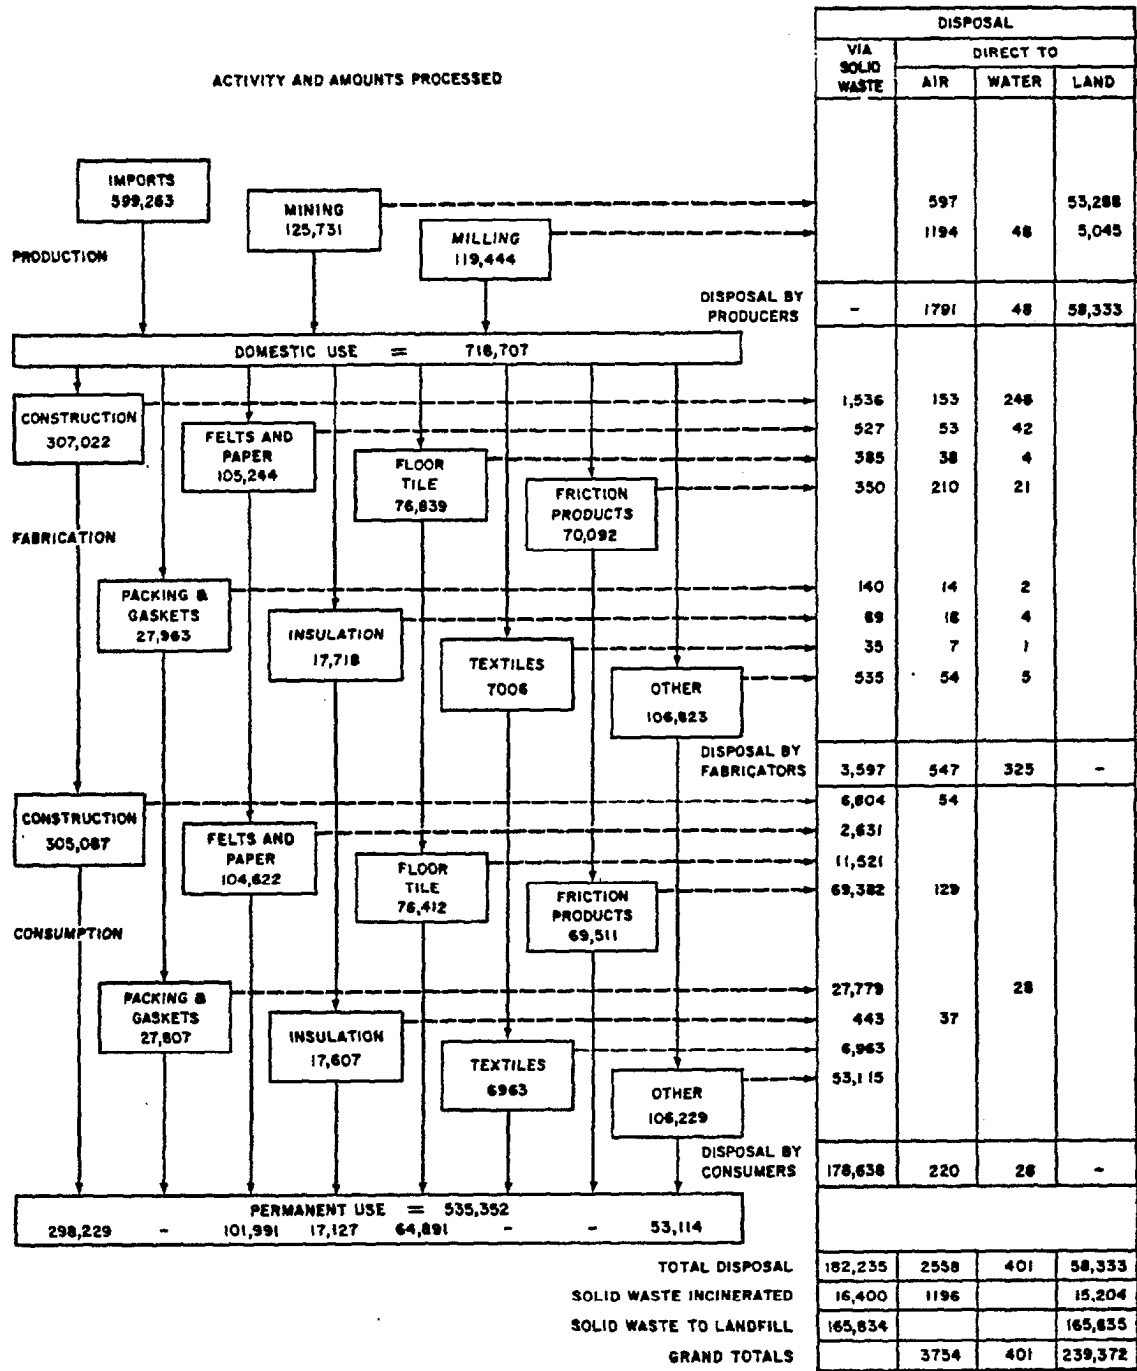 ACTIVITY AND AMOUNTS PROCESSED
DISPOSAL
VIA SOLID WASTE
DIRECT TO
AIR WATER LAND
IMPORTS
599,263
MINING
125,731
597 53,288
MILLING
119,444
1194 48 5,045
PRODUCTION
DISPOSAL BY
PRODUCERS - 1791 48 58,333
DOMESTIC USE = 718,707
CONSTRUCTION
307,022
1,536 153 246
FELTS AND
PAPER
105,244
527 53 42
FLOOR
TILE
76,839
385 38 4
FRICTION
PRODUCTS
70,092
350 210 21
FABRICATION
PACKING &
GASKETS
27,963
140 14 2
INSULATION
17,718
89 18 4
TEXTILES
7006
35 7 1
OTHER
106,823
535 54 5
DISPOSAL BY
FABRICATORS 3,597 547 325 -
CONSTRUCTION
305,087
6,804 54
FELTS AND
PAPER
104,622
2,631
FLOOR
TILE
76,412
11,521
FRICTION
PRODUCTS
69,511
69,382 129
CONSUMPTION
PACKING &
GASKETS
27,807
27,779 28
INSULATION
17,607
443 37
TEXTILES
6963
6,963
OTHER
106,229
53,115
DISPOSAL BY
CONSUMERS 178,638 220 28 -
PERMANENT USE = 535,352
298,229 - 101,991 17,127 64,891 - - 53,114
TOTAL DISPOSAL 182,235 2558 401 58,333
SOLID WASTE INCINERATED 16,400 1196 15,204
SOLID WASTE TO LANDFILL 165,834 165,835
GRAND TOTALS 3754 401 239,372